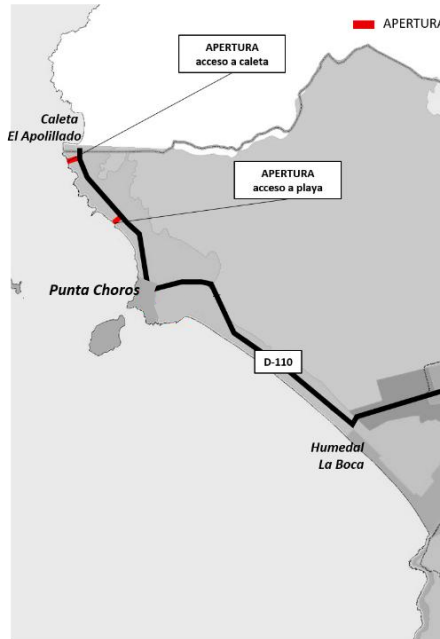 APERTURA
APERTURA
acceso a caleta
Caleta
El Apolillado
APERTURA
acceso a playa
Punta Choros
D-110
Humedal
La Boca